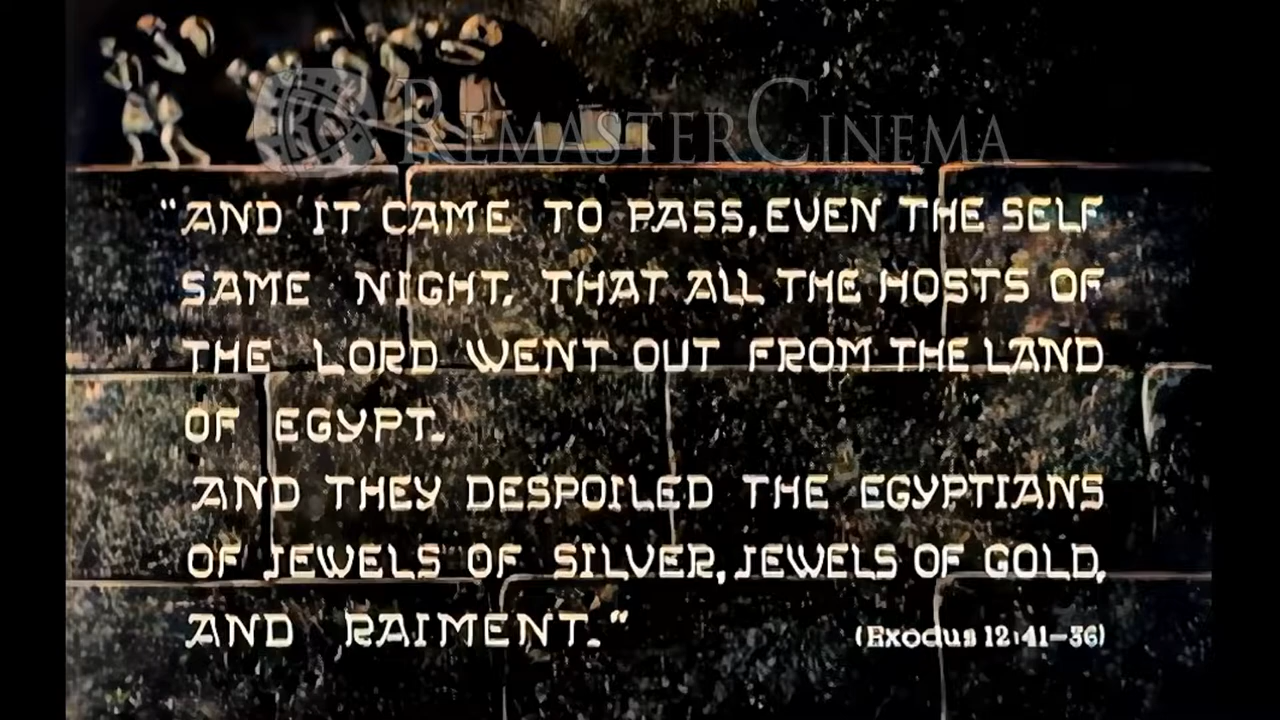 REMASTERCINEMA
"AND IT CAME TO PASS, EVEN THE SELF
SAME NIGHT, THAT ALL THE HOSTS OF
THE LORD WENT OUT FROM THE LAND
OF EGYPT.
AND THEY DESPOILED THE EGYPTIANS
OF JEWELS OF SILVER, JEWELS OF GOLD,
AND RAIMENT."
(Exodus 12:41-36)